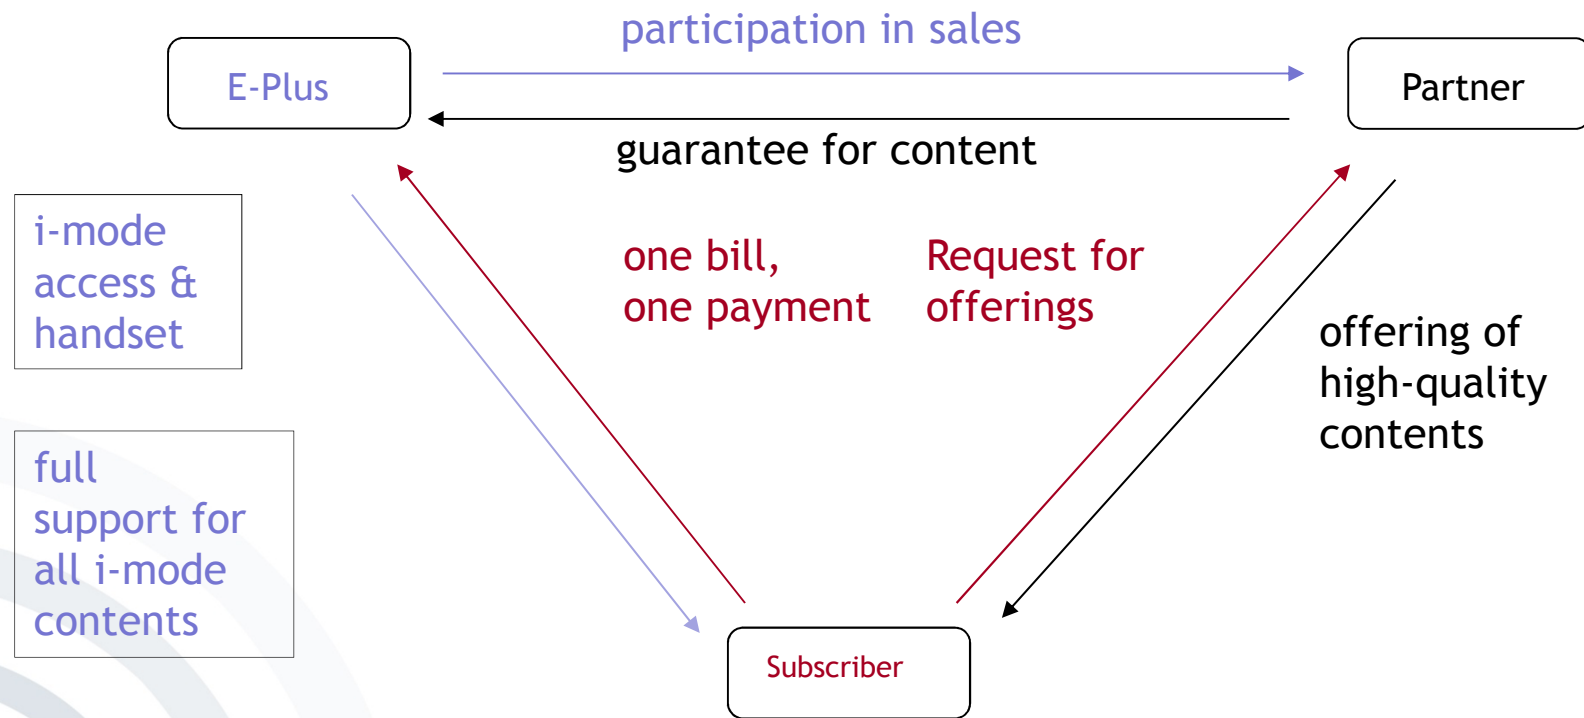 participation in sales
E-Plus
Partner
guarantee for content
i-mode
access &
handset
one bill,
one payment
Request for
offerings
offering of
high-quality
contents
full
support for
all i-mode
contents
Subscriber